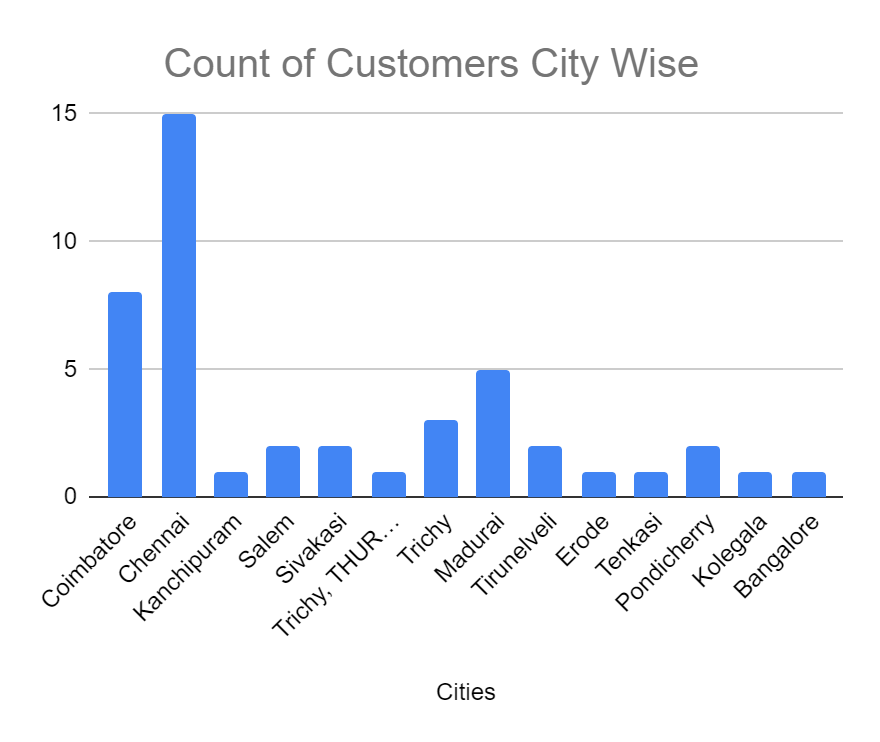 Count of Customers City Wise
15
10
5
0
Coimbatore
Chennai
Kanchipuram
Salem
Sivakasi
Trichy, THUR...
Trichy
Madurai
Tirunelveli
Erode
Tenkasi
Pondicherry
Kolegala
Bangalore
Cities